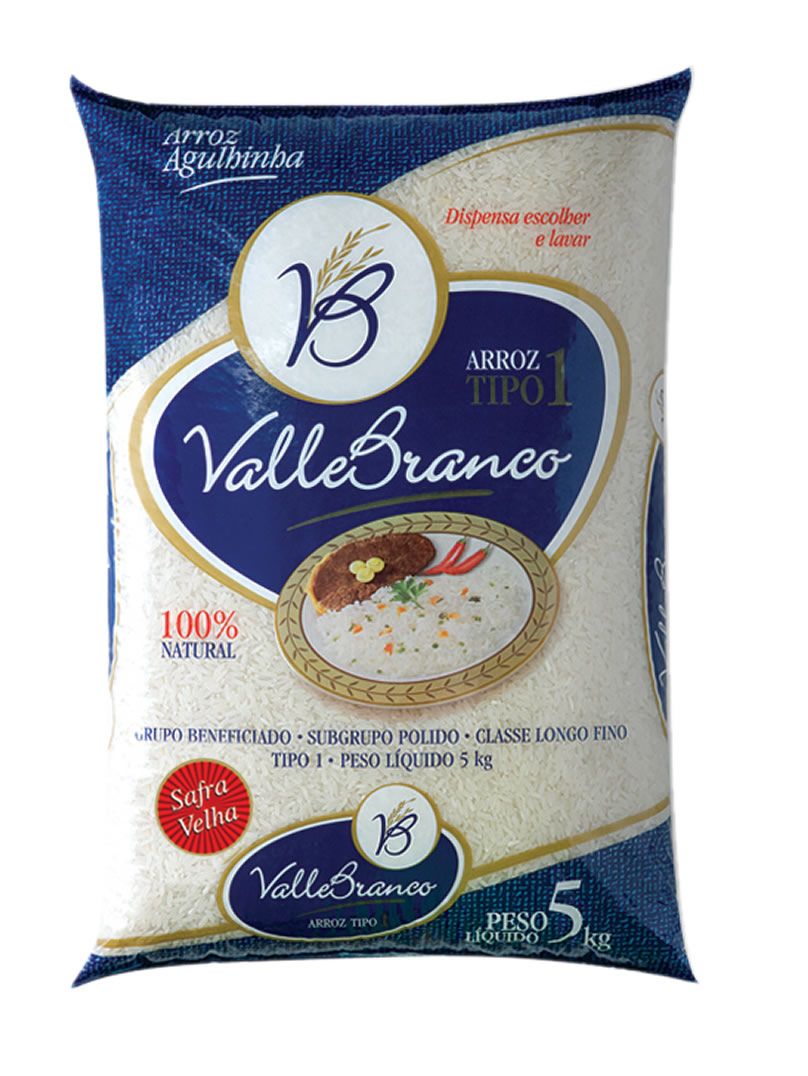 Arroz
Agulhinha
Dispensa escolher
e lavar
VB
ARROZ
TIPO 1
ValleBranco
100%
NATURAL
GRUPO BENEFICIADO • SUBGRUPO POLIDO • CLASSE LONGO FINO
TIPO 1 • PESO LÍQUIDO 5 kg
Safra
Velha
VB
ValleBranco
ARROZ TIPO
PESO
LÍQUIDO 5 kg